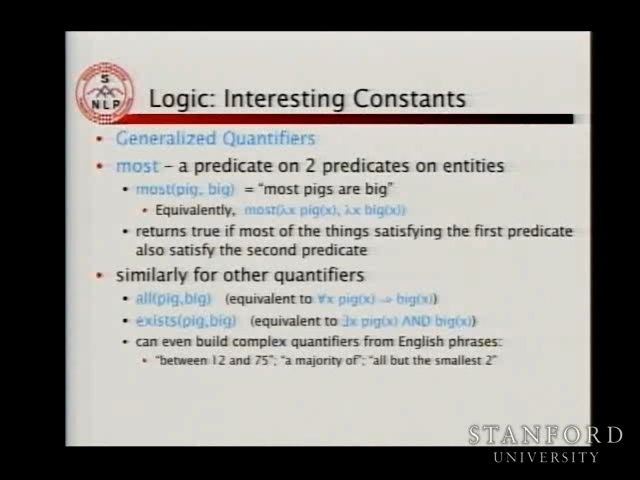 S
NLP
Logic: Interesting Constants
• Generalized Quantifiers
• most – a predicate on 2 predicates on entities
• most(pig, big) = “most pigs are big”
• Equivalently, most(λx pig(x), λx big(x))
• returns true if most of the things satisfying the first predicate
also satisfy the second predicate
• similarly for other quantifiers
• all(pig,big) (equivalent to ∀x pig(x) → big(x))
• exists(pig,big) (equivalent to ∃x pig(x) AND big(x))
• can even build complex quantifiers from English phrases:
• “between 12 and 75”; “a majority of”; “all but the smallest 2”
STANFORD
UNIVERSITY